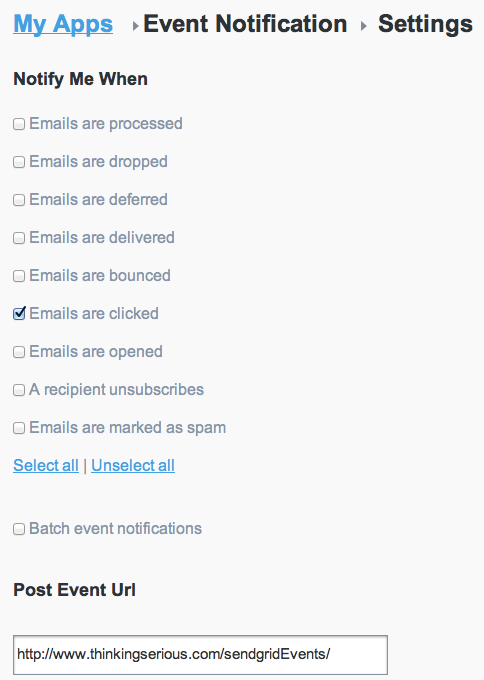 My Apps Event Notification Settings
Notify Me When
Emails are processed
Emails are dropped
Emails are deferred
Emails are delivered
Emails are bounced
Emails are clicked
Emails are opened
A recipient unsubscribes
Emails are marked as spam
Select all | Unselect all
Batch event notifications
Post Event Url
http://www.thinkingserious.com/sendgridEvents/